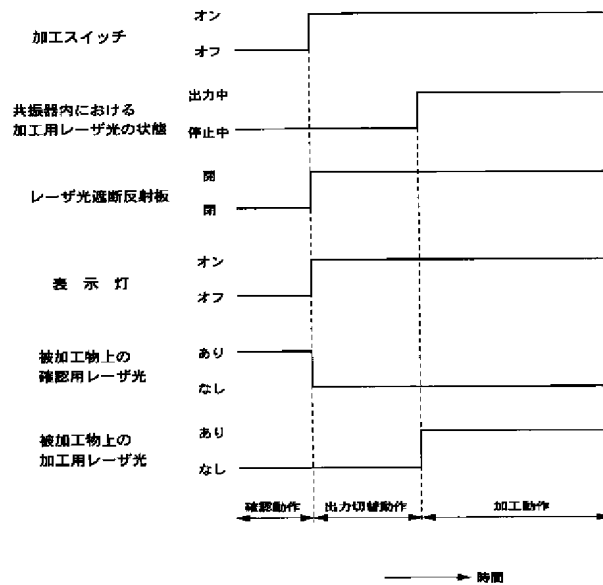 加工スイッチ
オン
オフ
共振器内における
加工用レーザ光の状態
出力中
停止中
レーザ光遮断反射板
開
閉
表示灯
オン
オフ
被加工物上の
確認用レーザ光
あり
なし
被加工物上の
加工用レーザ光
あり
なし
確認動作
出力切替動作
加工動作
時間